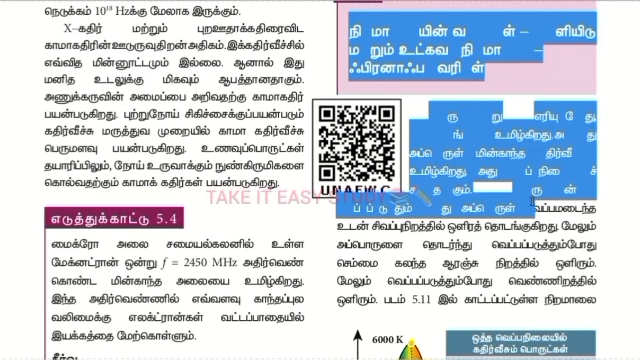 நெடுக்கம் 10¹⁸ Hzக்கு மேலாக இருக்கும்.
X–கதிர் மற்றும் புறஊதாக்கதிரைவிட
காமாகதிரின் ஊடுருவுதிறன் அதிகம். இக்கதிர்வீச்சில்
எவ்வித மின்னூட்டமும் இல்லை. ஆனால் இது
மனித உடலுக்கு மிகவும் ஆபத்தானதாகும்.
அணுக்கருவின் அமைப்பை அறிவதற்கு காமாகதிர்
பயன்படுகிறது. புற்றுநோய் சிகிச்சைக்குப்பயன்படும்
கதிர்வீச்சு மருத்துவ முறையில் காமா கதிர்வீச்சு
பெருமளவு பயன்படுகிறது. உணவுப்பொருட்கள்
தயாரிப்பிலும், நோய் உருவாக்கும் நுண்கிருமிகளை
கொல்வதற்கும் காமாக் கதிர்கள் பயன்படுகிறது.
எடுத்துக்காட்டு 5.4
மைக்ரோ அலை சமையல்கலனில் உள்ள
மேக்னட்ரான் ஒன்று f = 2450 MHz அதிர்வெண்
கொண்ட மின்காந்த அலையை உமிழ்கிறது.
இந்த அதிர்வெண்ணில் எவ்வளவு காந்தப்புல
வலிமைக்கு எலக்ட்ரான்கள் வட்டப்பாதையில்
இயக்கத்தை மேற்கொள்ளும்.
உமிழ்கிறது.
மின்காந்த
உமிழ்கிறது.
வெப்பமடைந்த
உடன் சிவப்புநிறத்தில் ஒளிரத் தொடங்குகிறது. மேலும்
அப்பொருளை தொடர்ந்து வெப்பப்படுத்தும்போது
செம்மை கலந்த ஆரஞ்சு நிறத்தில் ஒளிரும்.
மேலும் வெப்பப்படுத்தும்போது வெண்ணிறத்தில்
ஒளிரும். படம் 5.11 இல் காட்டப்பட்டுள்ள நிறமாலை
6000 K
ஒத்த வெப்பநிலையில்
கதிர்வீசும் பொருட்கள்
UNAEWC
TAKE IT EASY STUDY